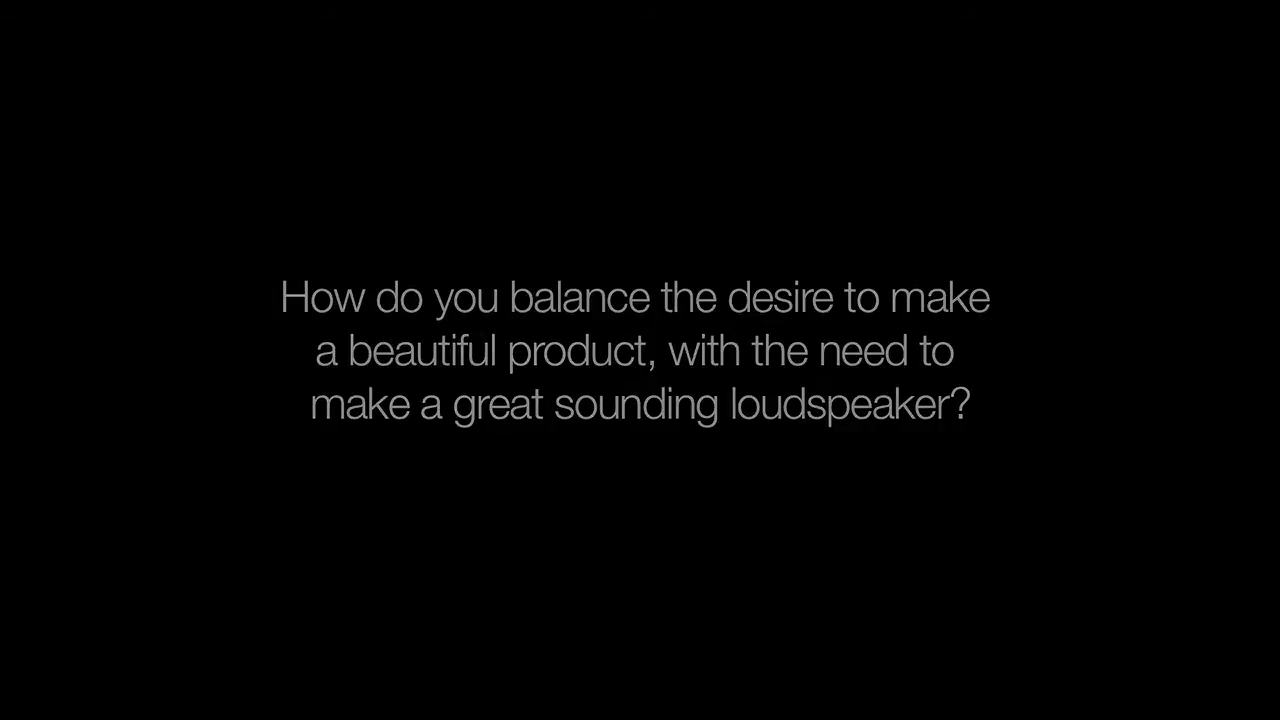 How do you balance the desire to make
a beautiful product, with the need to
make a great sounding loudspeaker?